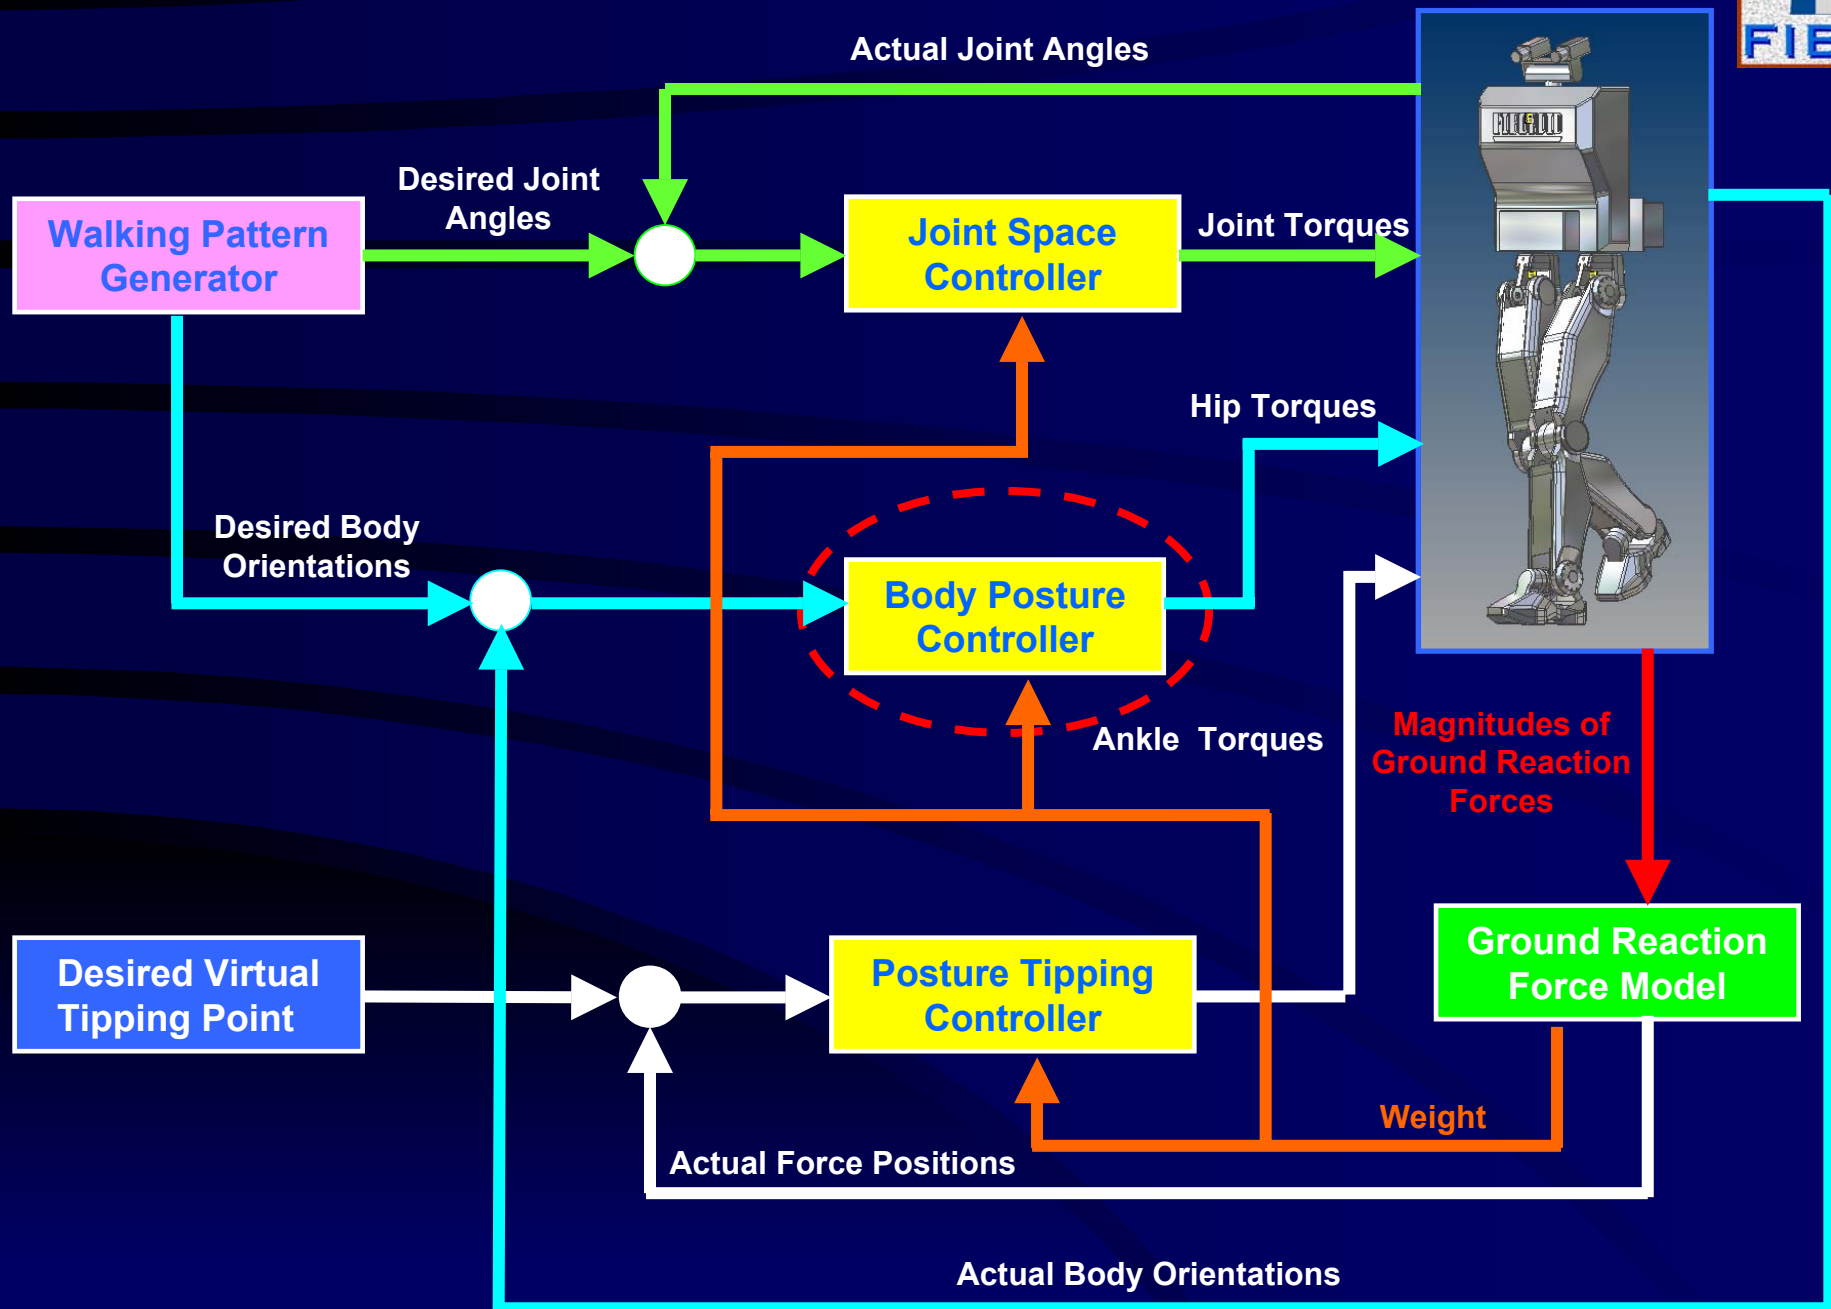 Actual Joint Angles
Desired Joint
Angles
Walking Pattern
Generator
Joint Space
Controller
Joint Torques
Hip Torques
Desired Body
Orientations
Body Posture
Controller
Ankle Torques
Magnitudes of
Ground Reaction
Forces
Desired Virtual
Tipping Point
Posture Tipping
Controller
Ground Reaction
Force Model
Weight
Actual Force Positions
Actual Body Orientations